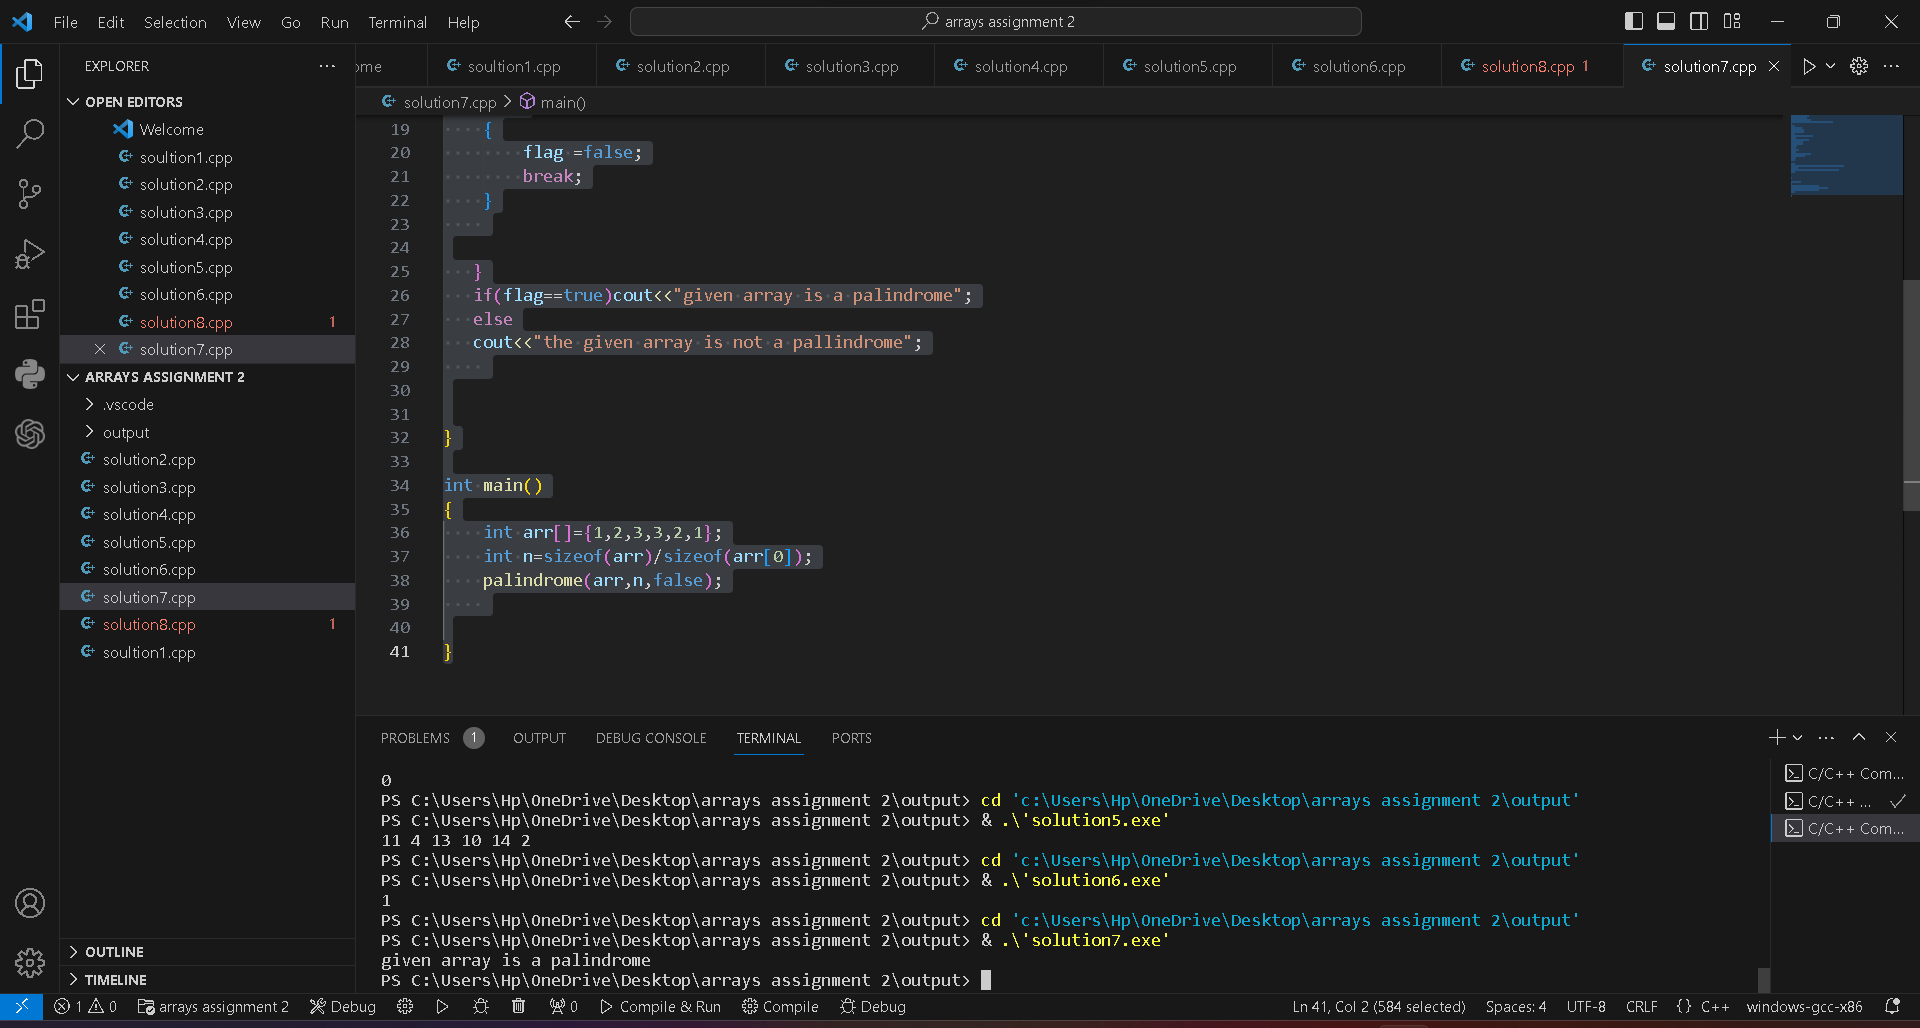 File Edit Selection View Go Run Terminal Help
arrays assignment 2
EXPLORER
OPEN EDITORS
Welcome
soultion1.cpp
solution2.cpp
solution3.cpp
solution4.cpp
solution5.cpp
solution6.cpp
solution8.cpp 1
solution7.cpp
ARRAYS ASSIGNMENT 2
.vscode
output
solution2.cpp
solution3.cpp
solution4.cpp
solution5.cpp
solution6.cpp
solution7.cpp
solution8.cpp 1
soultion1.cpp
OUTLINE
TIMELINE
ome soultion1.cpp solution2.cpp solution3.cpp solution4.cpp solution5.cpp solution6.cpp solution8.cpp 1 solution7.cpp
solution7.cpp > main()
19 {
20 flag =false;
21 break;
22 }
23
24
25 }
26 if(flag==true)cout<<"given array is a palindrome";
27 else
28 cout<<"the given array is not a pallindrome";
29
30
31
32 }
33
34 int main()
35 {
36 int arr[]={1,2,3,3,2,1};
37 int n=sizeof(arr)/sizeof(arr[0]);
38 palindrome(arr,n,false);
39
40
41 }
PROBLEMS 1 OUTPUT DEBUG CONSOLE TERMINAL PORTS
0
PS C:\Users\Hp\OneDrive\Desktop\arrays assignment 2\output> cd 'c:\Users\Hp\OneDrive\Desktop\arrays assignment 2\output'
PS C:\Users\Hp\OneDrive\Desktop\arrays assignment 2\output> & .\'solution5.exe'
11 4 13 10 14 2
PS C:\Users\Hp\OneDrive\Desktop\arrays assignment 2\output> cd 'c:\Users\Hp\OneDrive\Desktop\arrays assignment 2\output'
PS C:\Users\Hp\OneDrive\Desktop\arrays assignment 2\output> & .\'solution6.exe'
1
PS C:\Users\Hp\OneDrive\Desktop\arrays assignment 2\output> cd 'c:\Users\Hp\OneDrive\Desktop\arrays assignment 2\output'
PS C:\Users\Hp\OneDrive\Desktop\arrays assignment 2\output> & .\'solution7.exe'
given array is a palindrome
PS C:\Users\Hp\OneDrive\Desktop\arrays assignment 2\output>
C/C++ Com...
C/C++ ...
C/C++ Com...
1 0 arrays assignment 2 Debug 0 Compile & Run Compile Debug Ln 41, Col 2 (584 selected) Spaces: 4 UTF-8 CRLF {} C++ windows-gcc-x86